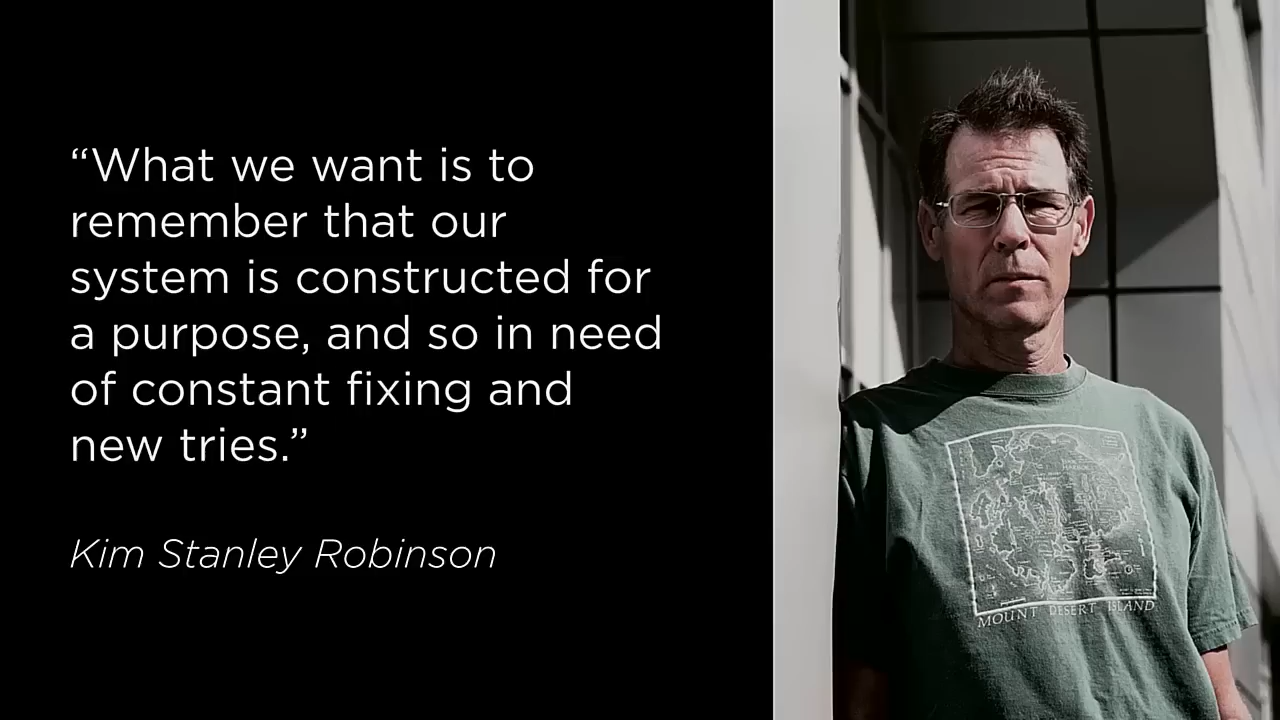 “What we want is to
remember that our
system is constructed for
a purpose, and so in need
of constant fixing and
new tries.”
Kim Stanley Robinson
MOUNT DESERT ISLAND